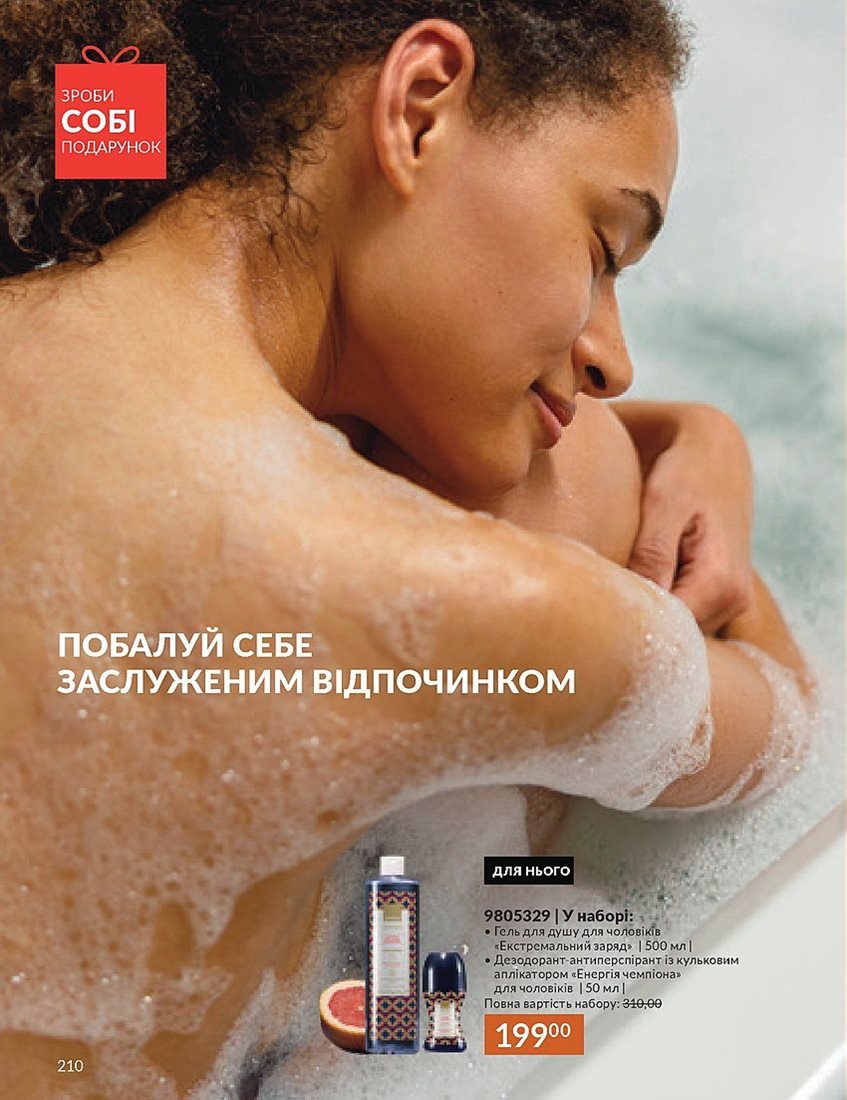 ЗРОБИ
СОБІ
ПОДАРУНОК
ПОБАЛУЙ СЕБЕ
ЗАСЛУЖЕНИМ ВІДПОЧИНКОМ
ДЛЯ НЬОГО
9805329 | У наборі:
• Гель для душу для чоловіків
«Екстремальний заряд» | 500 мл |
• Дезодорант-антиперспірант із кульковим
аплікатором «Енергія чемпіона»
для чоловіків | 50 мл |
Повна вартість набору: 310,00
19900
210